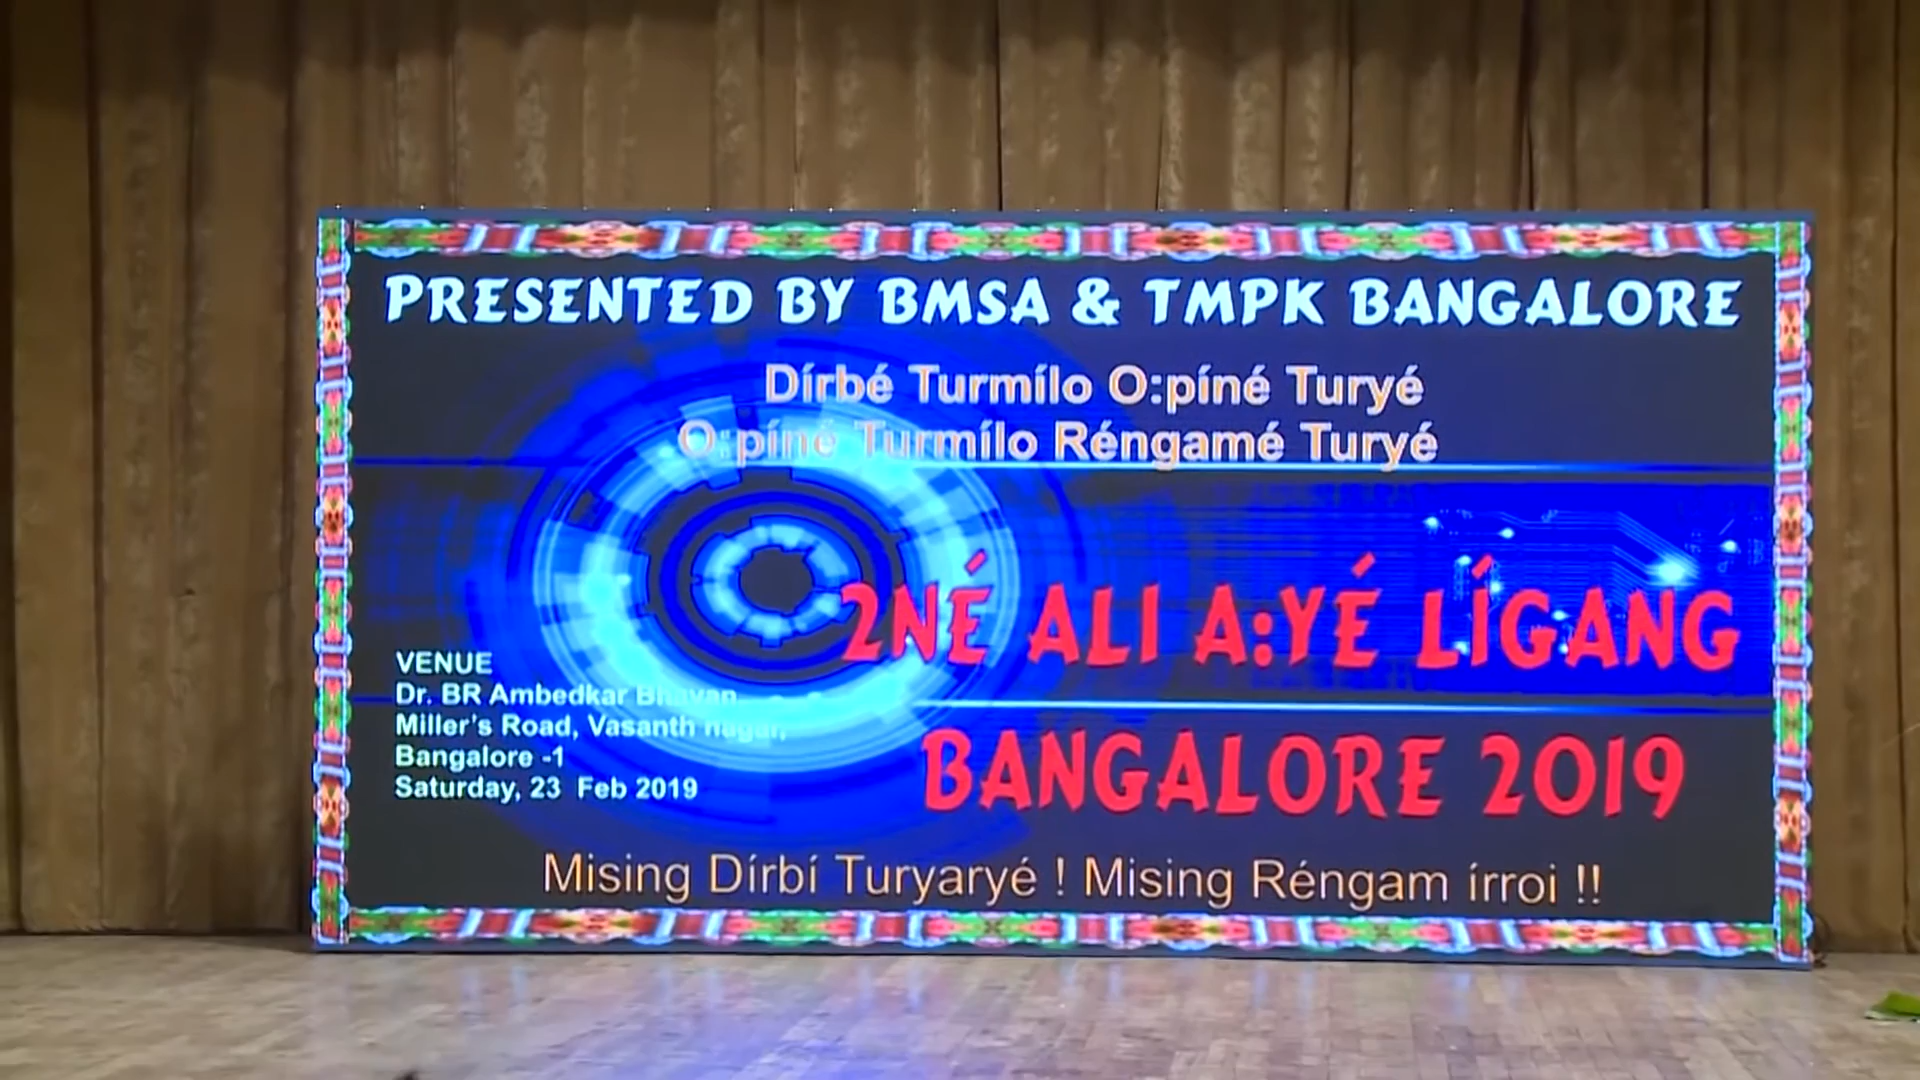 PRESENTED BY BMSA & TMPK BANGALORE
Dírbé Turmílo O:píné Turyé
O:píné Turmílo Réngamé Turyé
2NÉ ALI A:YÉ LÍGANG
BANGALORE 2019
VENUE
Dr. BR Ambedkar Bhavan
Miller's Road, Vasanth nagar,
Bangalore -1
Saturday, 23 Feb 2019
Mising Dírbí Turyaryé ! Mising Réngam írroi !!